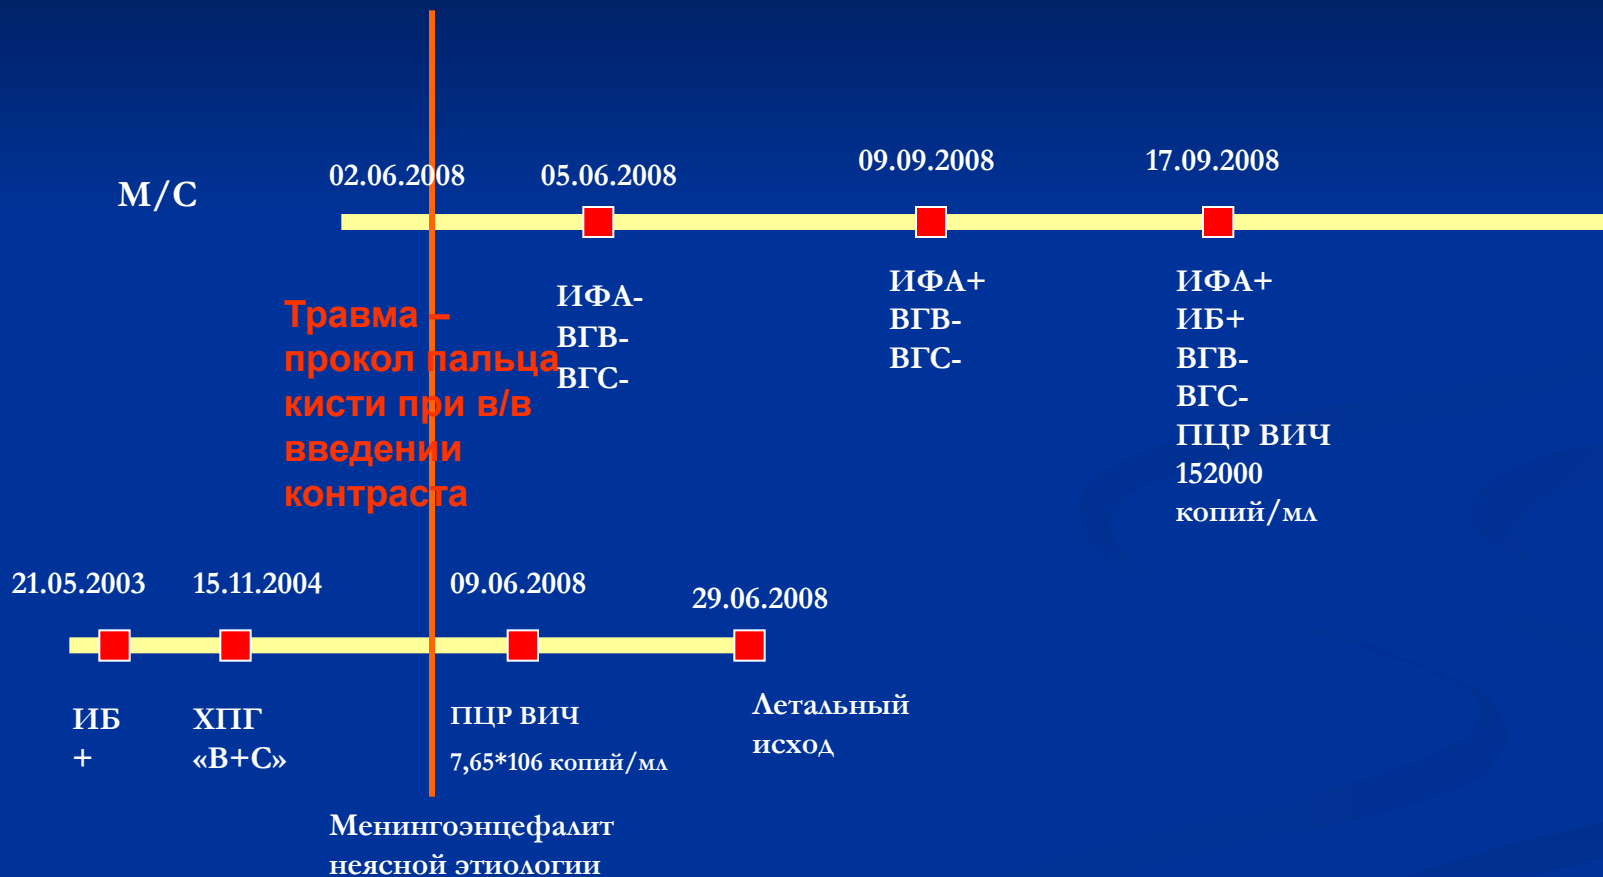 М/С
02.06.2008
05.06.2008
09.09.2008
17.09.2008
Травма –
прокол пальца
кисти при в/в
введении
контраста
ИФА-
ВГВ-
ВГС-
ИФА+
ВГВ-
ВГС-
ИФА+
ИБ+
ВГВ-
ВГС-
ПЦР ВИЧ
152000
копий/мл
21.05.2003
15.11.2004
09.06.2008
29.06.2008
ИБ
+
ХПГ
«В+С»
ПЦР ВИЧ
7,65*106 копий/мл
Летальный
исход
Менингоэнцефалит
неясной этиологии